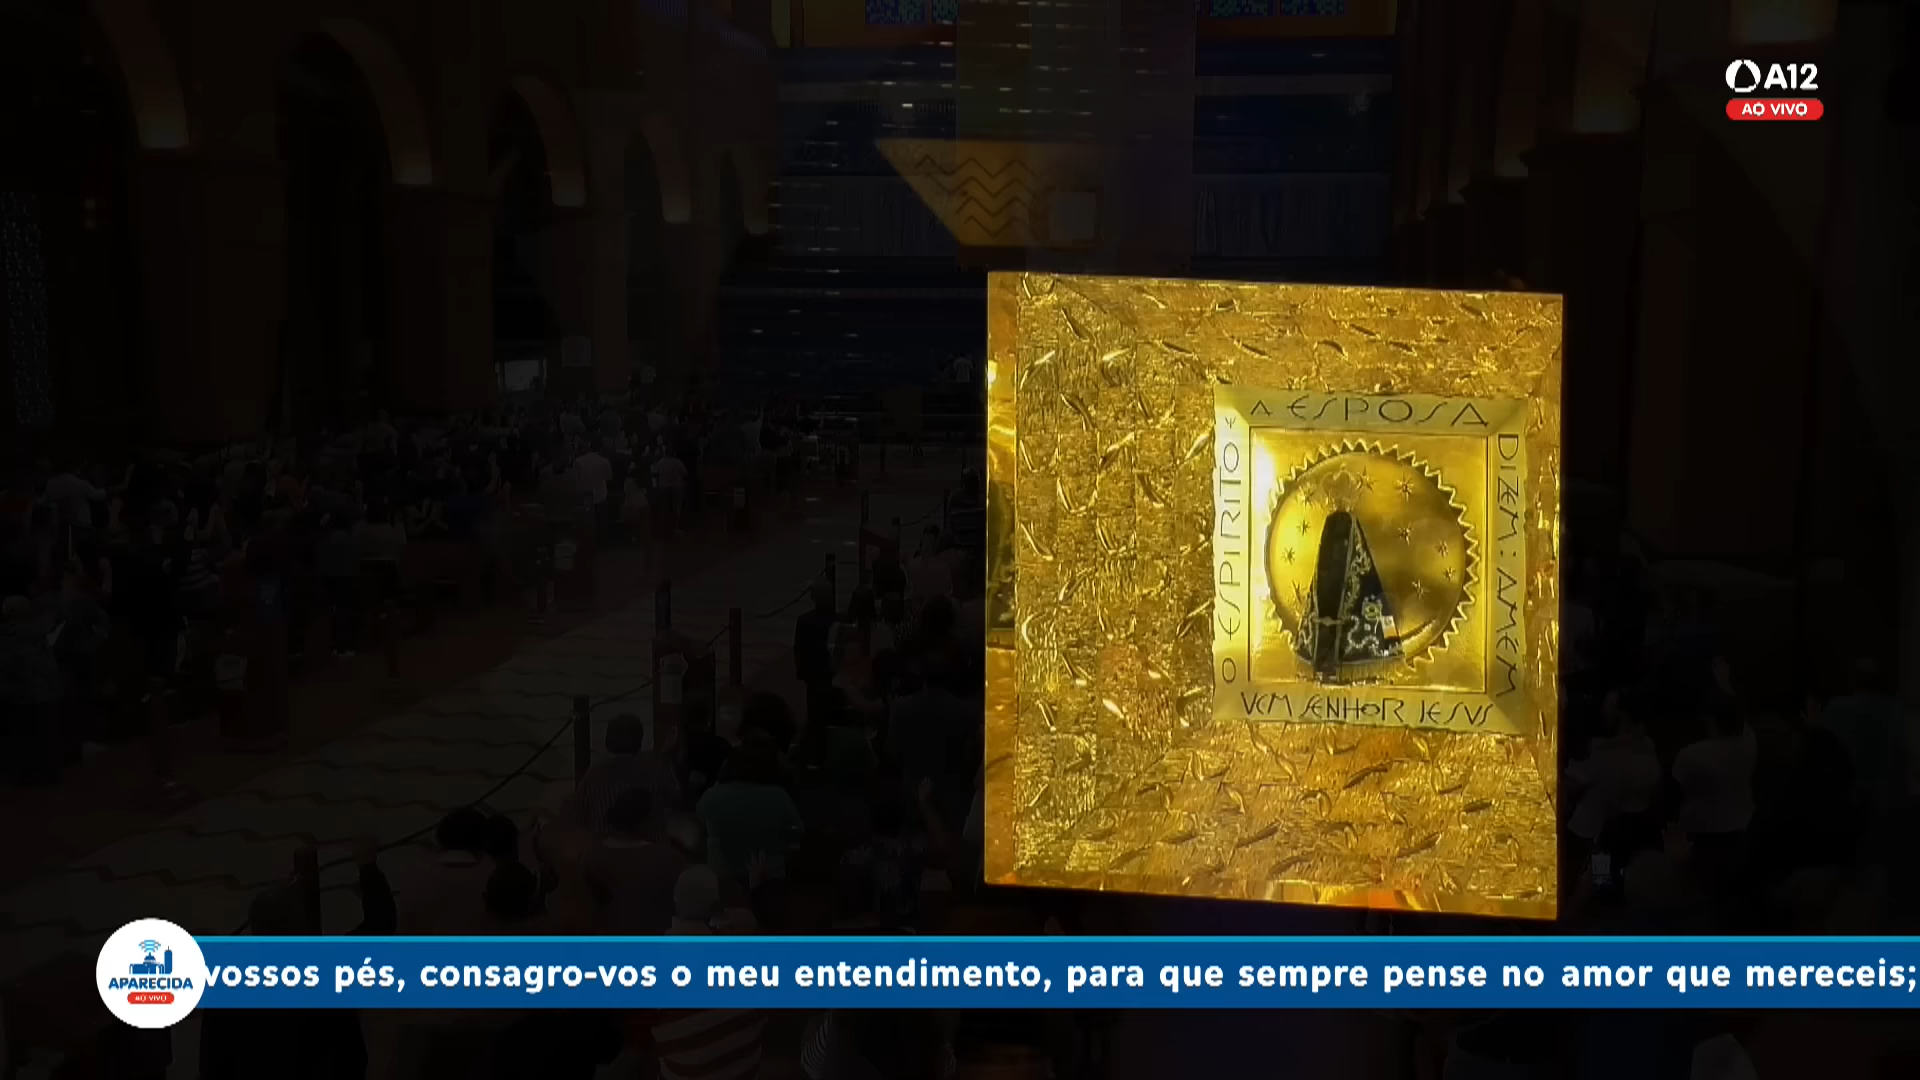 A12
AO VIVO
A ESPOSA
O ESPIRITO E
DIZEM: AMÉM
VEM SENHOR JESUS
APARECIDA
AO VIVO
vossos pés, consagro-vos o meu entendimento, para que sempre pense no amor que mereceis;